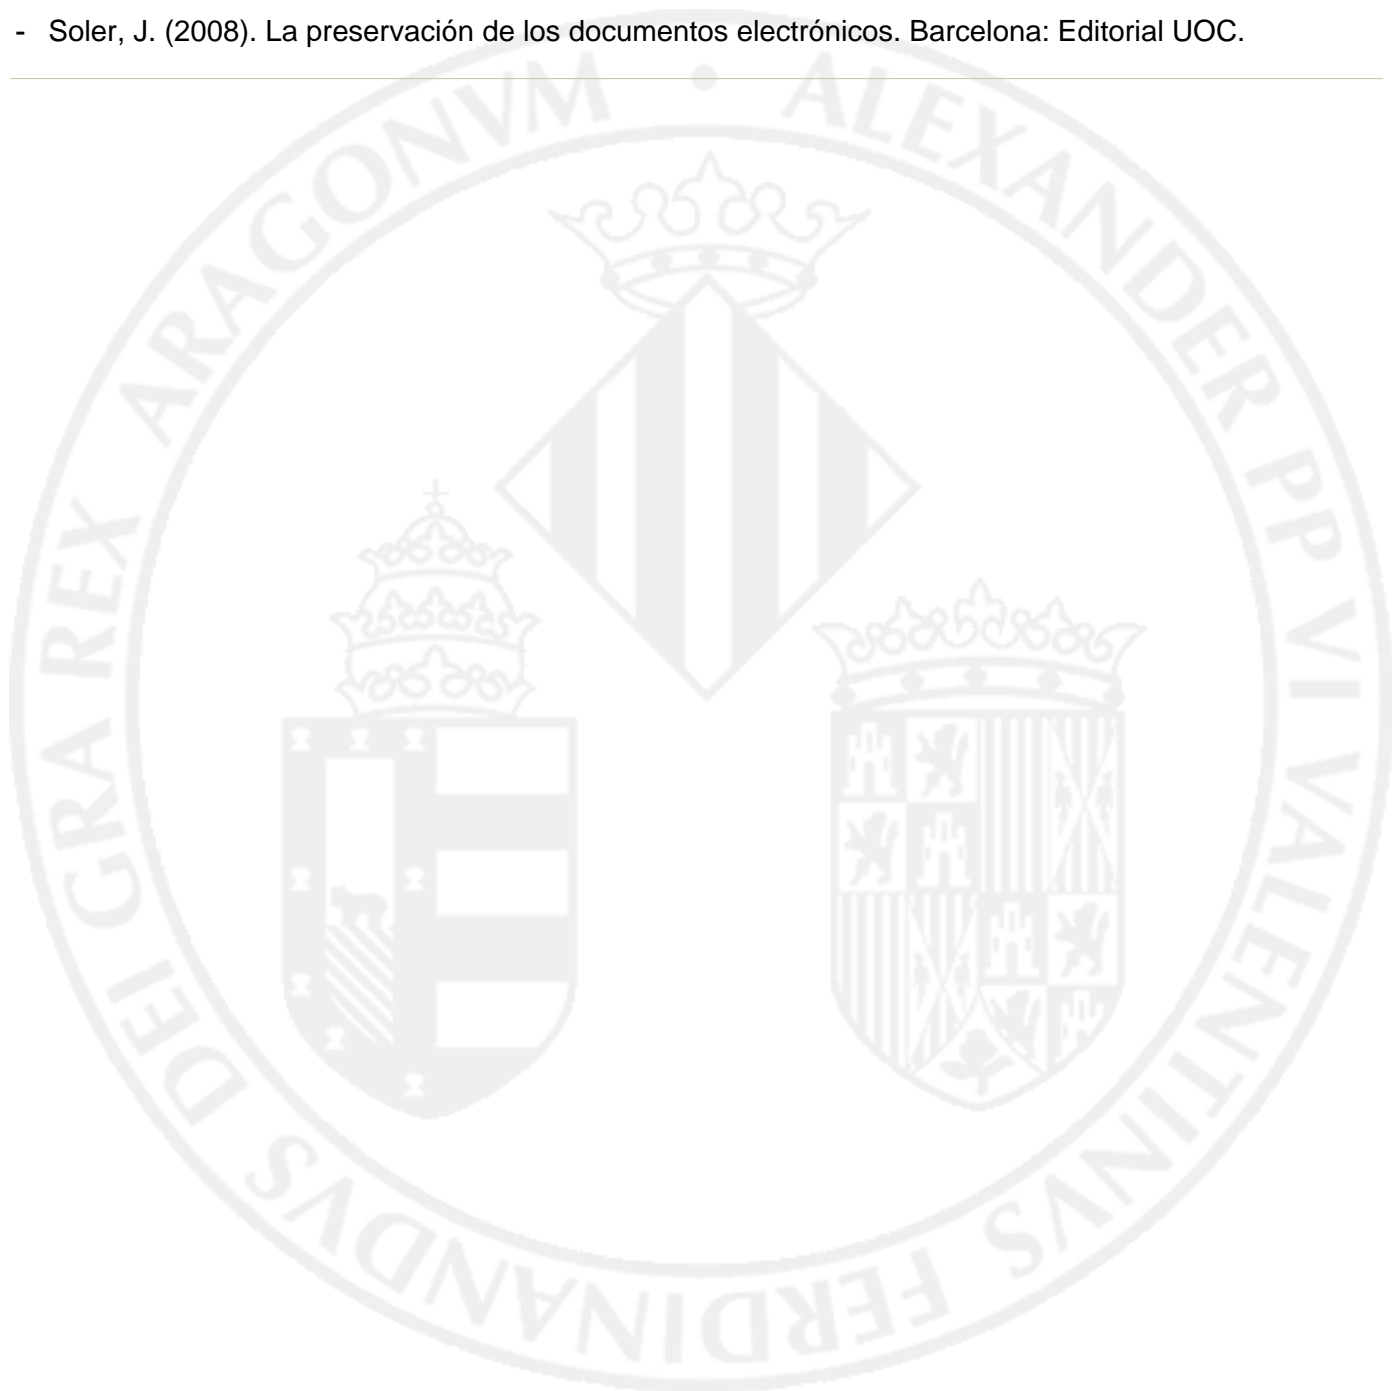 - Soler, J. (2008). La preservación de los documentos electrónicos. Barcelona: Editorial UOC.
ALEXANDER PP VI VALENTINVS FERDINANDVS DEI GRA REX ARAGONVM